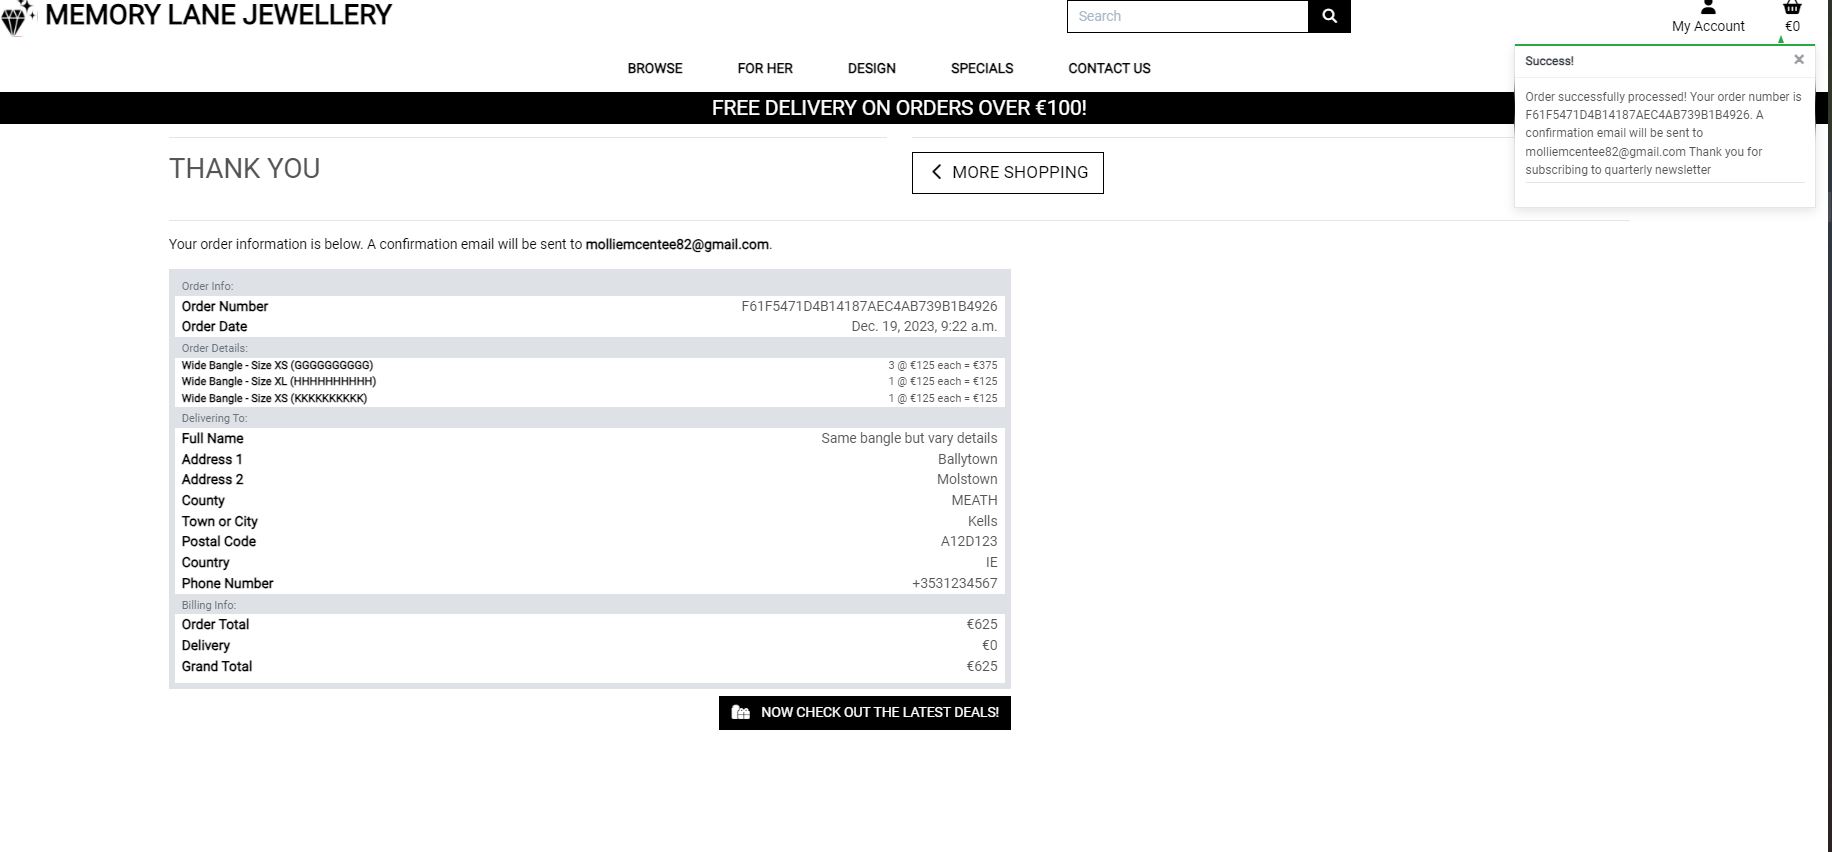 MEMORY LANE JEWELLERY
Search
My Account
€0
BROWSE FOR HER DESIGN SPECIALS CONTACT US
FREE DELIVERY ON ORDERS OVER €100!
Success!
×
Order successfully processed! Your order number is
F61F5471D4B14187AEC4AB739B1B4926. A
confirmation email will be sent to
molliemcentee82@gmail.com Thank you for
subscribing to quarterly newsletter
THANK YOU
MORE SHOPPING
Your order information is below. A confirmation email will be sent to molliemcentee82@gmail.com.
Order Info:
Order Number F61F5471D4B14187AEC4AB739B1B4926
Order Date Dec. 19, 2023, 9:22 a.m.
Order Details:
Wide Bangle - Size XS (GGGGGGGGGG) 3 @ €125 each = €375
Wide Bangle - Size XL (HHHHHHHHHH) 1 @ €125 each = €125
Wide Bangle - Size XS (KKKKKKKKKK) 1 @ €125 each = €125
Delivering To:
Full Name Same bangle but vary details
Address 1 Ballytown
Address 2 Molstown
County MEATH
Town or City Kells
Postal Code A12D123
Country IE
Phone Number +3531234567
Billing Info:
Order Total €625
Delivery €0
Grand Total €625
NOW CHECK OUT THE LATEST DEALS!